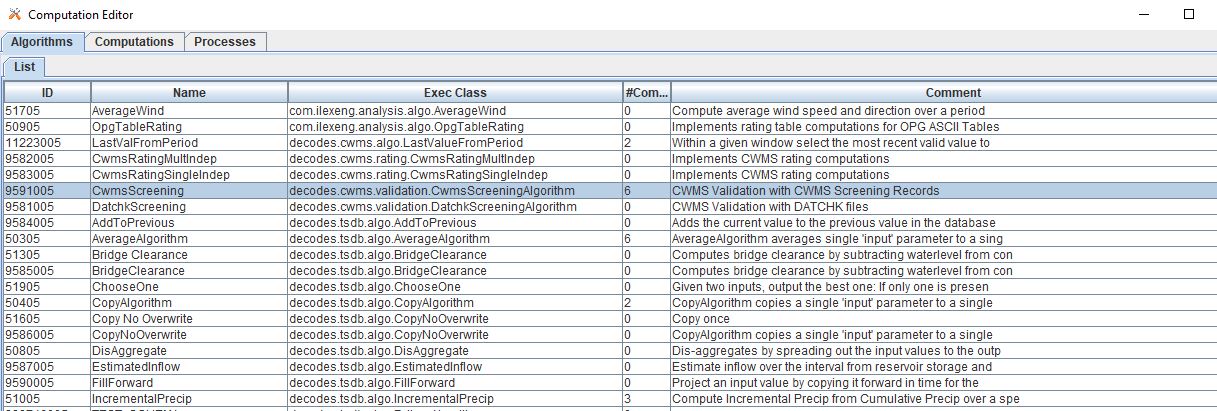 Computation Editor
Algorithms Computations Processes
List
ID Name Exec Class #Com... Comment
51705 AverageWind com.ilexeng.analysis.algo.AverageWind 0 Compute average wind speed and direction over a period
50905 OpgTableRating com.ilexeng.analysis.algo.OpgTableRating 0 Implements rating table computations for OPG ASCII Tables
11223005 LastValFromPeriod decodes.cwms.algo.LastValueFromPeriod 2 Within a given window select the most recent valid value to
9582005 CwmsRatingMultIndep decodes.cwms.rating.CwmsRatingMultIndep 0 Implements CWMS rating computations
9583005 CwmsRatingSingleIndep decodes.cwms.rating.CwmsRatingSingleIndep 0 Implements CWMS rating computations
9591005 CwmsScreening decodes.cwms.validation.CwmsScreeningAlgorithm 6 CWMS Validation with CWMS Screening Records
9581005 DatchkScreening decodes.cwms.validation.DatchkScreeningAlgorithm 0 CWMS Validation with DATCHK files
9584005 AddToPrevious decodes.tsdb.algo.AddToPrevious 0 Adds the current value to the previous value in the database
50305 AverageAlgorithm decodes.tsdb.algo.AverageAlgorithm 6 AverageAlgorithm averages single 'input' parameter to a sing
51305 Bridge Clearance decodes.tsdb.algo.BridgeClearance 0 Computes bridge clearance by subtracting waterlevel from con
9585005 BridgeClearance decodes.tsdb.algo.BridgeClearance 0 Computes bridge clearance by subtracting waterlevel from con
51905 ChooseOne decodes.tsdb.algo.ChooseOne 0 Given two inputs, output the best one: If only one is presen
50405 CopyAlgorithm decodes.tsdb.algo.CopyAlgorithm 2 CopyAlgorithm copies a single 'input' parameter to a single
51605 Copy No Overwrite decodes.tsdb.algo.CopyNoOverwrite 0 Copy once
9586005 CopyNoOverwrite decodes.tsdb.algo.CopyNoOverwrite 0 CopyAlgorithm copies a single 'input' parameter to a single
50805 DisAggregate decodes.tsdb.algo.DisAggregate 0 Dis-aggregates by spreading out the input values to the outp
9587005 EstimatedInflow decodes.tsdb.algo.EstimatedInflow 0 Estimate inflow over the interval from reservoir storage and
9590005 FillForward decodes.tsdb.algo.FillForward 0 Project an input value by copying it forward in time for the
51005 IncrementalPrecip decodes.tsdb.algo.IncrementalPrecip 3 Compute Incremental Precip from Cumulative Precip over a spe